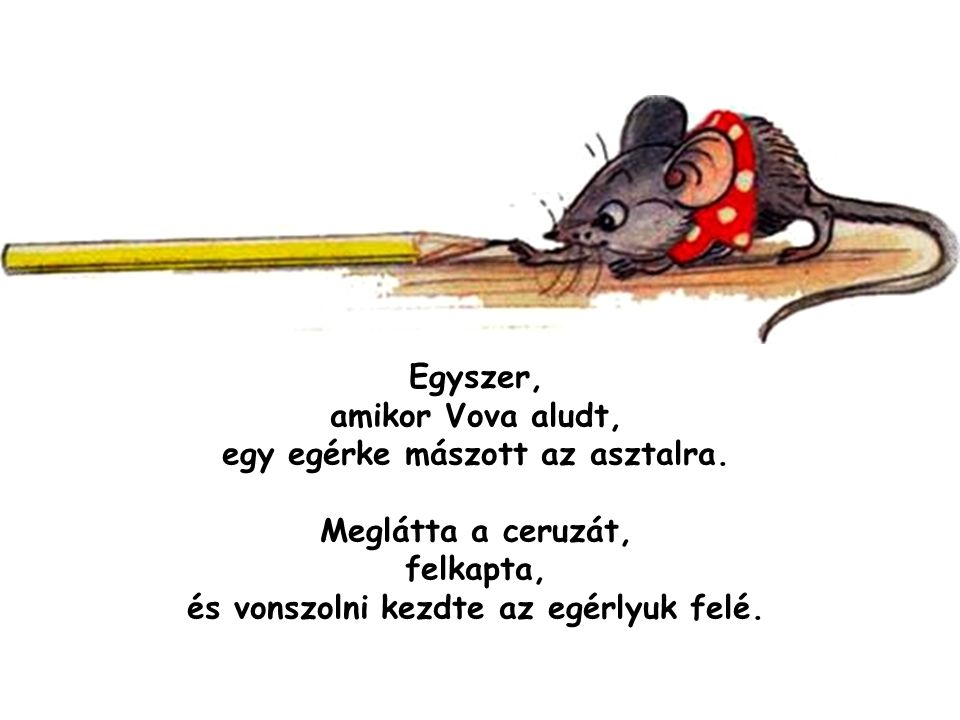 Egyszer,
amikor Vova aludt,
egy egérke mászott az asztalra.
Meglátta a ceruzát,
felkapta,
és vonszolni kezdte az egérlyuk felé.